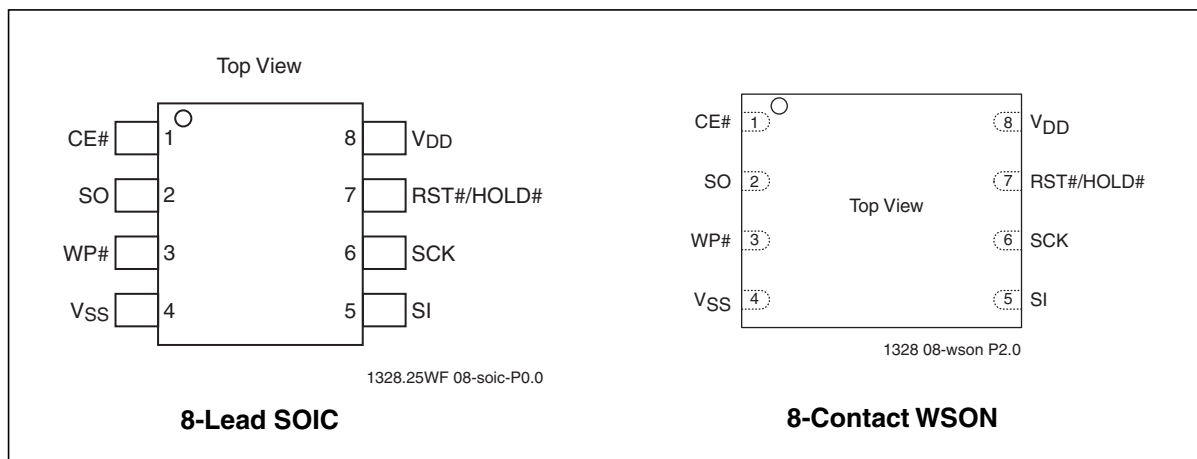 Top View
CE# 1 8 VDD
SO 2 7 RST#/HOLD#
WP# 3 6 SCK
VSS 4 5 SI
1328.25WF 08-soic-P0.0
8-Lead SOIC
CE# 1 8 VDD
SO 2 7 RST#/HOLD#
Top View
WP# 3 6 SCK
VSS 4 5 SI
1328 08-wson P2.0
8-Contact WSON